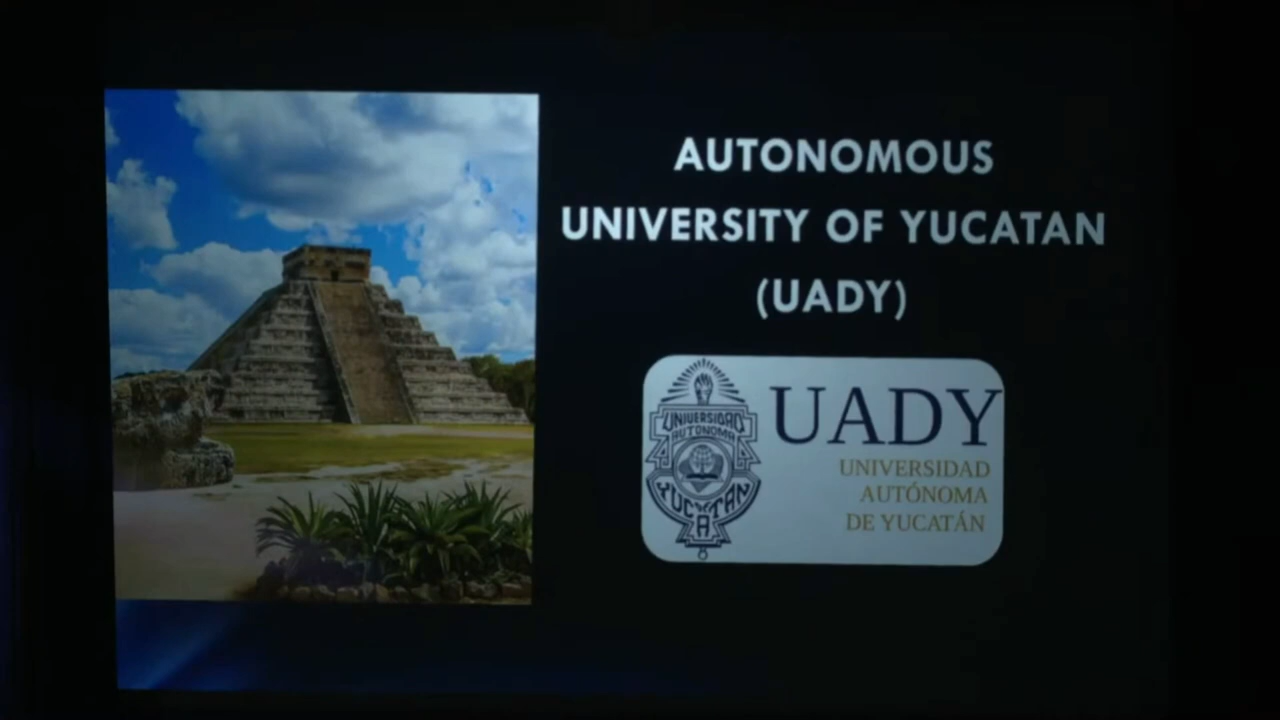 AUTONOMOUS
UNIVERSITY OF YUCATAN
(UADY)
UNIVERSIDAD
AUTONOMA
YUCATAN
UADY
UNIVERSIDAD
AUTÓNOMA
DE YUCATÁN